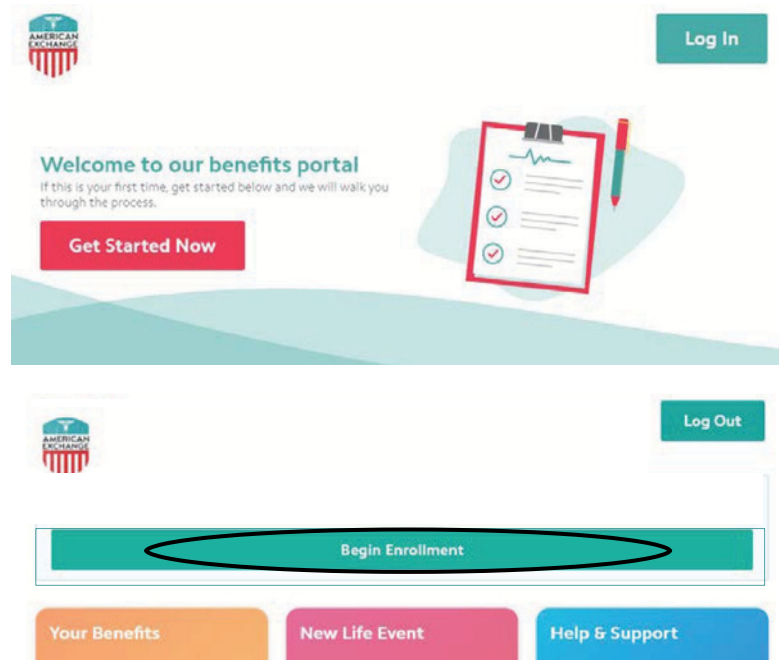 AMERICAN
EXCHANGE
Log In
Welcome to our benefits portal
If this is your first time, get started below and we will walk you
through the process.
Get Started Now
AMERICAN
EXCHANGE
Log Out
Begin Enrollment
Your Benefits
New Life Event
Help & Support